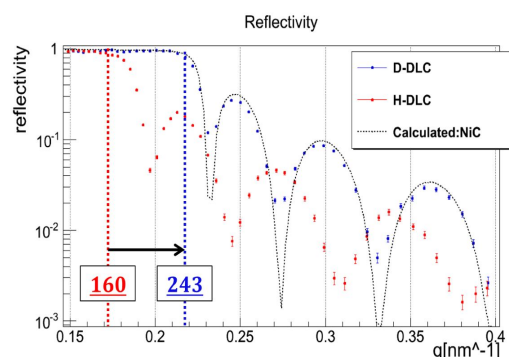 Reflectivity
reflectivity
1
10^-1
10^-2
10^-3
D-DLC
H-DLC
Calculated:NiC
160
243
0.15 0.2 0.25 0.3 0.35 0.4
q[nm^-1]